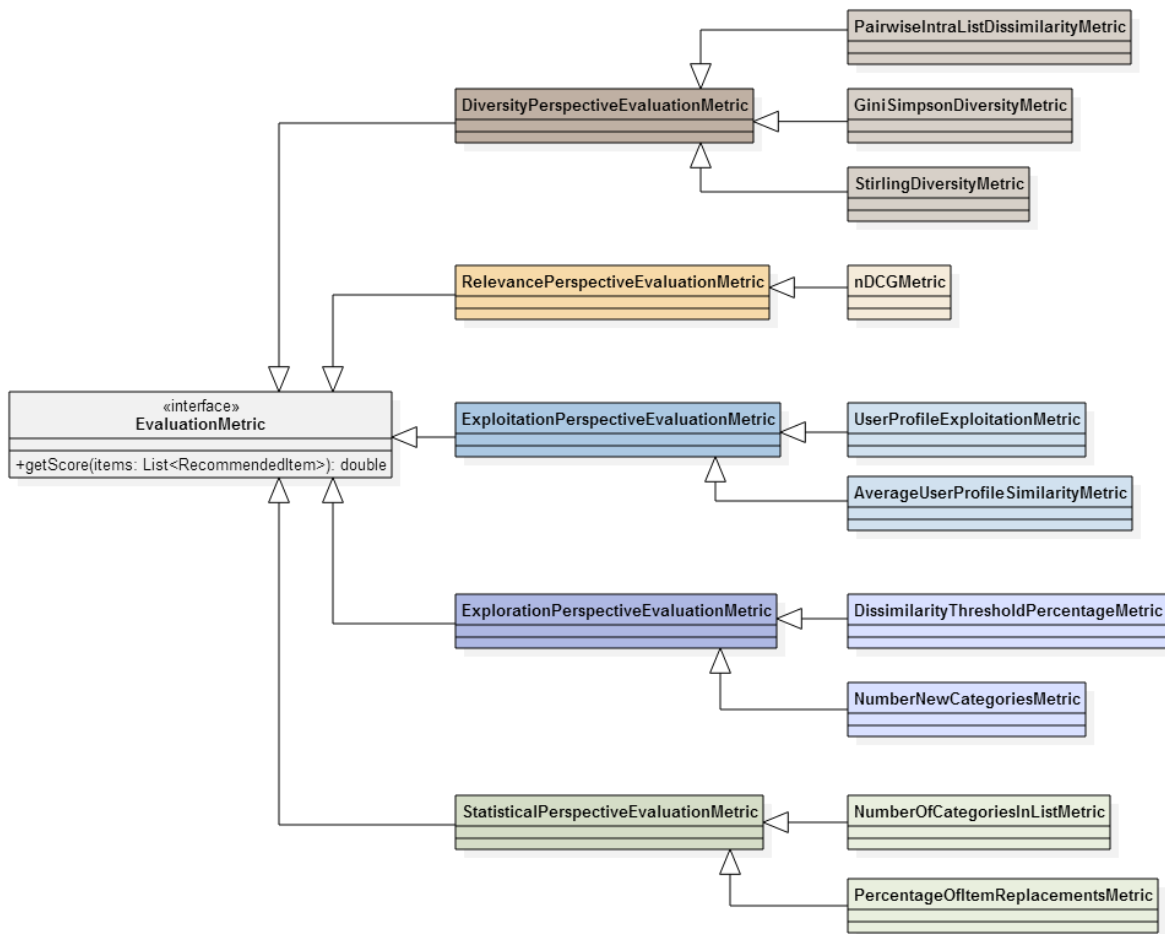 PairwiseIntraListDissimilarityMetric
DiversityPerspectiveEvaluationMetric
GiniSimpsonDiversityMetric
StirlingDiversityMetric
RelevancePerspectiveEvaluationMetric
nDCGMetric
«interface»
EvaluationMetric
+getScore(items: List<RecommendedItem>): double
ExploitationPerspectiveEvaluationMetric
UserProfileExploitationMetric
AverageUserProfileSimilarityMetric
ExplorationPerspectiveEvaluationMetric
DissimilarityThresholdPercentageMetric
NumberNewCategoriesMetric
StatisticalPerspectiveEvaluationMetric
NumberOfCategoriesInListMetric
PercentageOfItemReplacementsMetric